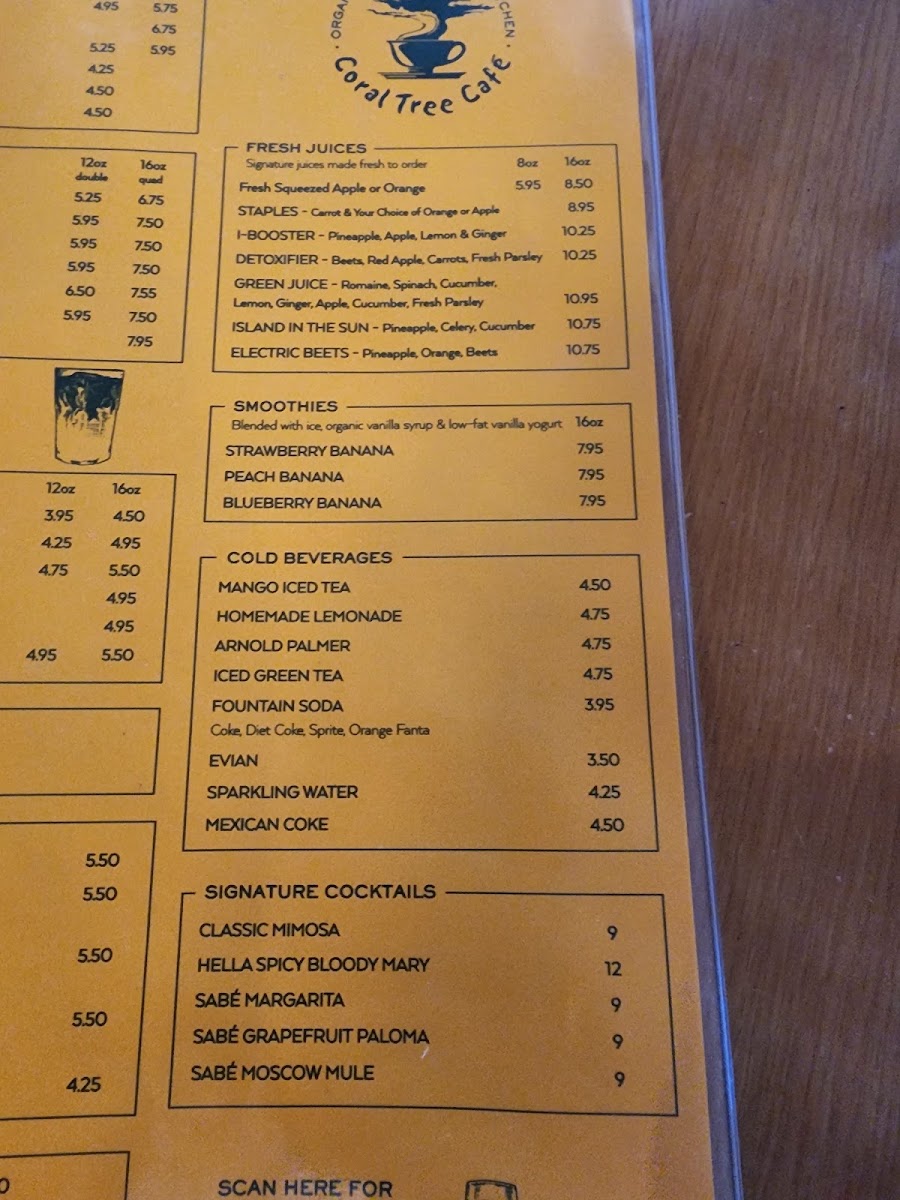 4.95 5.75
6.75
5.25 5.95
4.25
4.50
4.50
12oz 16oz
double quad
5.25 6.75
5.95 7.50
5.95 7.50
5.95 7.50
6.50 7.55
5.95 7.50
7.95
12oz 16oz
3.95 4.50
4.25 4.95
4.75 5.50
4.95
4.95
4.95 5.50
5.50
5.50
5.50
5.50
4.25
Coral Tree Café
FRESH JUICES
Signature juices made fresh to order 8oz 16oz
Fresh Squeezed Apple or Orange 5.95 8.50
STAPLES - Carrot & Your Choice of Orange or Apple 8.95
I-BOOSTER - Pineapple, Apple, Lemon & Ginger 10.25
DETOXIFIER - Beets, Red Apple, Carrots, Fresh Parsley 10.25
GREEN JUICE - Romaine, Spinach, Cucumber,
Lemon, Ginger, Apple, Cucumber, Fresh Parsley 10.95
ISLAND IN THE SUN - Pineapple, Celery, Cucumber 10.75
ELECTRIC BEETS - Pineapple, Orange, Beets 10.75
SMOOTHIES
Blended with ice, organic vanilla syrup & low-fat vanilla yogurt 16oz
STRAWBERRY BANANA 7.95
PEACH BANANA 7.95
BLUEBERRY BANANA 7.95
COLD BEVERAGES
MANGO ICED TEA 4.50
HOMEMADE LEMONADE 4.75
ARNOLD PALMER 4.75
ICED GREEN TEA 4.75
FOUNTAIN SODA 3.95
Coke, Diet Coke, Sprite, Orange Fanta
EVIAN 3.50
SPARKLING WATER 4.25
MEXICAN COKE 4.50
SIGNATURE COCKTAILS
CLASSIC MIMOSA 9
HELLA SPICY BLOODY MARY 12
SABÉ MARGARITA 9
SABÉ GRAPEFRUIT PALOMA 9
SABÉ MOSCOW MULE 9
SCAN HERE FOR